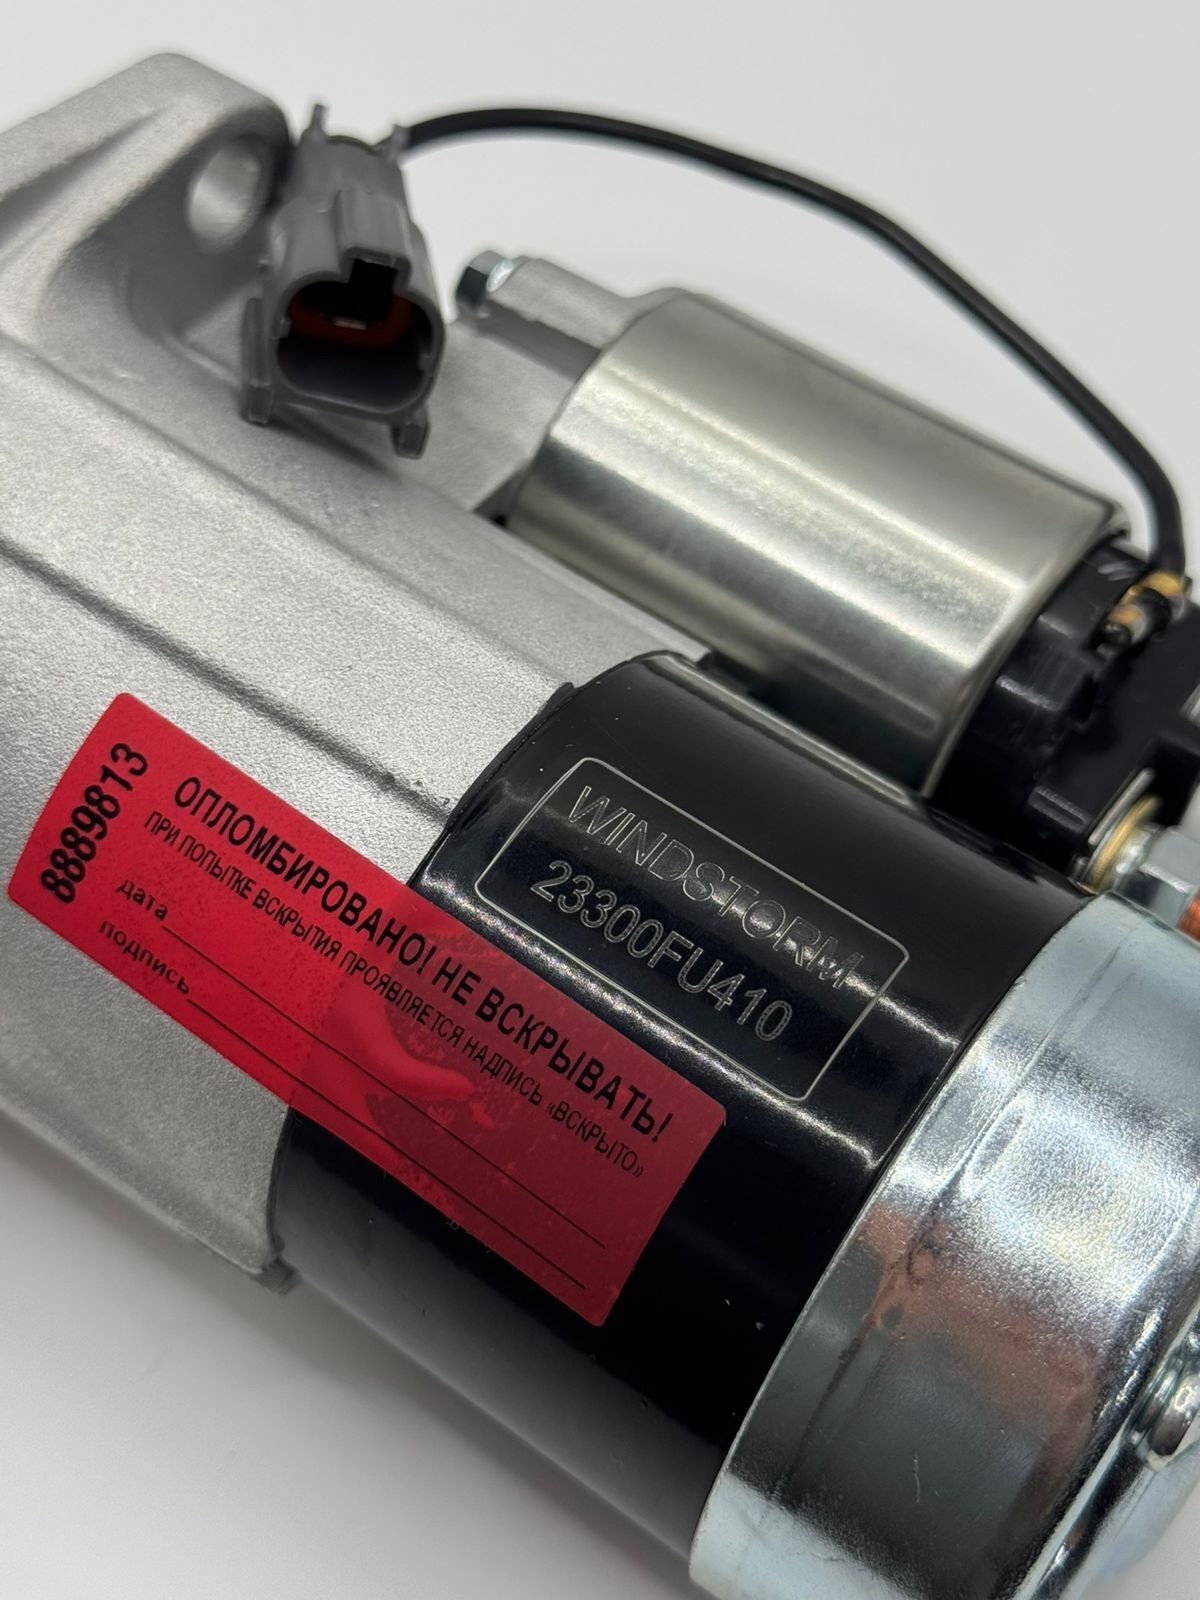 WINDSTORM
23300FU410
8889813
ОПЛОМБИРОВАНО! НЕ ВСКРЫВАТЬ!
ПРИ ПОПЫТКЕ ВСКРЫТИЯ ПРОЯВЛЯЕТСЯ НАДПИСЬ «ВСКРЫТО»
дата
подпись